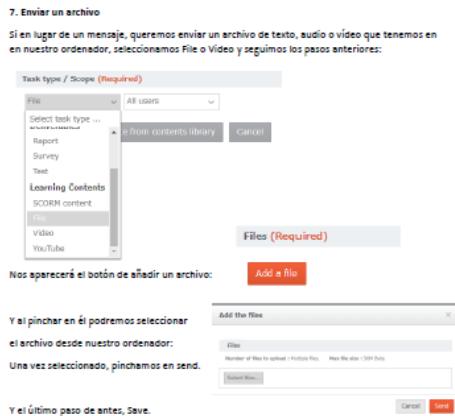 7. Enviar un archivo
Si en lugar de un mensaje, queremos enviar un archivo de texto, audio o vídeo que tenemos en
en nuestro ordenador, seleccionamos File o Video y seguimos los pasos anteriores:
Task type / Scope (Required)
File All users
Select task type ...
Deliverables
e from contents library Cancel
Report
Survey
Test
Learning Contents
SCORM content
File
Video
YouTube
Files (Required)
Nos aparecerá el botón de añadir un archivo:
Add a file
Add the files
Y al pinchar en él podremos seleccionar
el archivo desde nuestro ordenador:
Files
Number of files to upload : Multiple files. Max file size :
Select files...
Una vez seleccionado, pinchamos en send.
Cancel Send
Y el último paso de antes, Save.